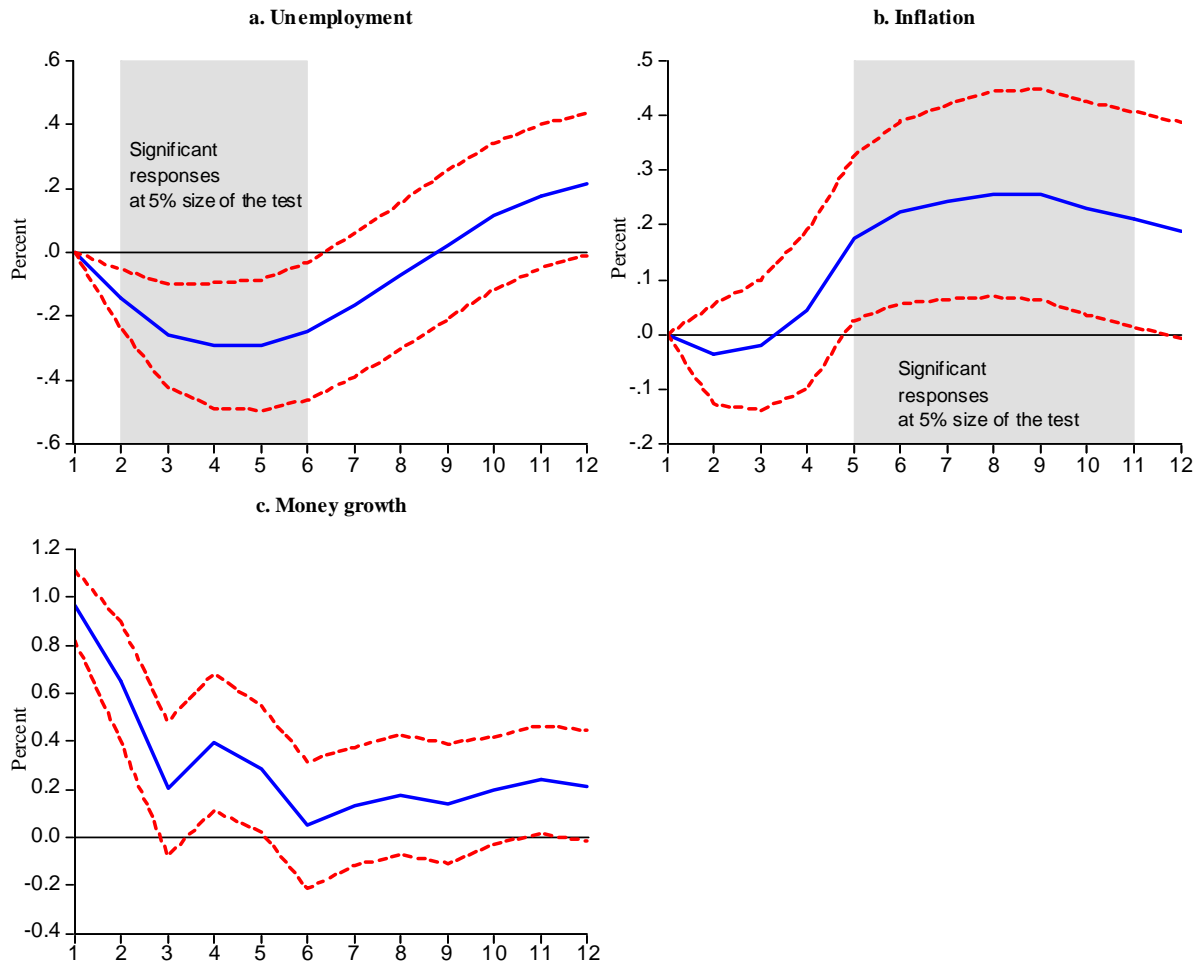 a. Unemployment
Percent
.6
.4
.2
.0
-.2
-.4
-.6
Significant
responses
at 5% size of the test
1 2 3 4 5 6 7 8 9 10 11 12
b. Inflation
Percent
.5
.4
.3
.2
.1
.0
-.1
-.2
Significant
responses
at 5% size of the test
1 2 3 4 5 6 7 8 9 10 11 12
c. Money growth
Percent
1.2
1.0
0.8
0.6
0.4
0.2
0.0
-0.2
-0.4
1 2 3 4 5 6 7 8 9 10 11 12